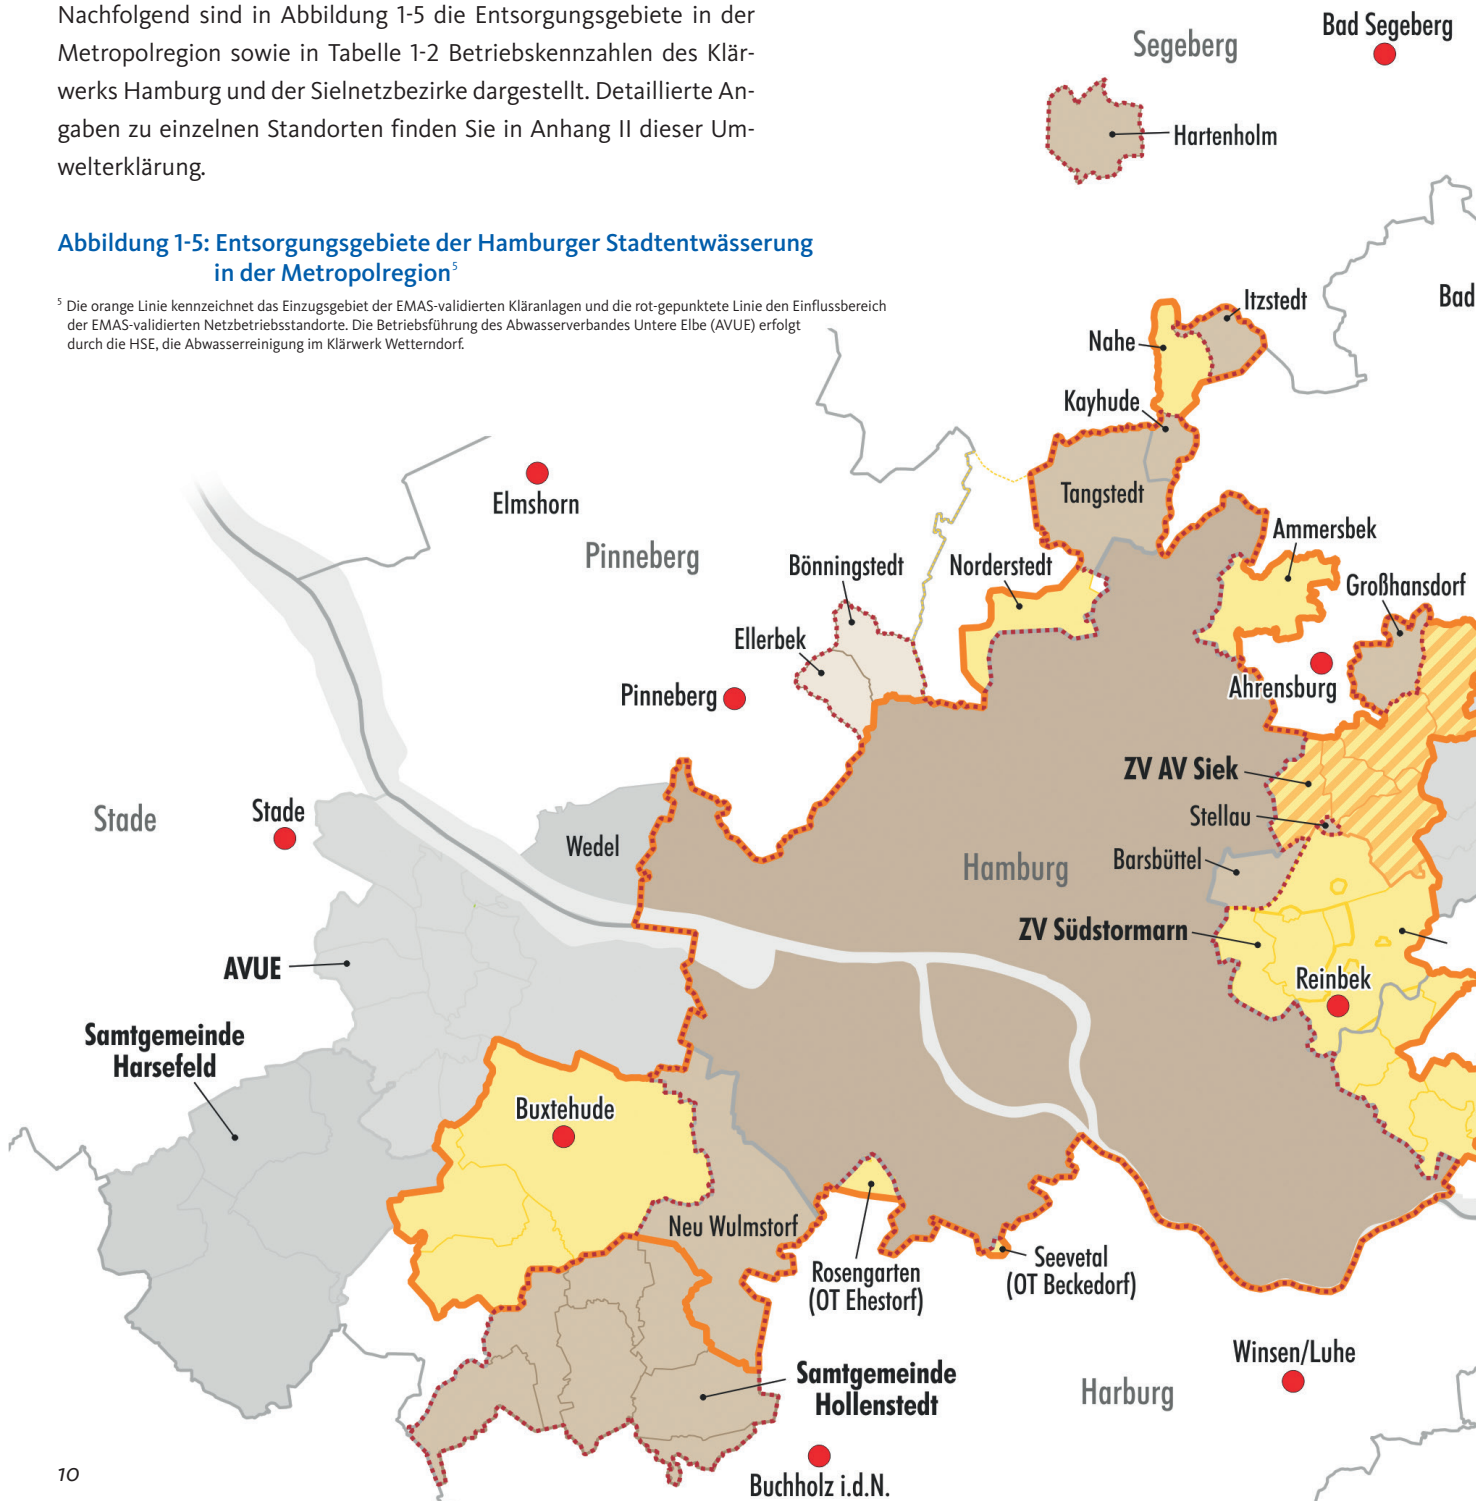 Nachfolgend sind in Abbildung 1-5 die Entsorgungsgebiete in der
Metropolregion sowie in Tabelle 1-2 Betriebskennzahlen des Klär-
werks Hamburg und der Sielnetzbezirke dargestellt. Detaillierte An-
gaben zu einzelnen Standorten finden Sie in Anhang II dieser Um-
welterklärung.
Abbildung 1-5: Entsorgungsgebiete der Hamburger Stadtentwässerung
in der Metropolregion⁵
⁵ Die orange Linie kennzeichnet das Einzugsgebiet der EMAS-validierten Kläranlagen und die rot-gepunktete Linie den Einflussbereich
der EMAS-validierten Netzbetriebsstandorte. Die Betriebsführung des Abwasserverbandes Untere Elbe (AVUE) erfolgt
durch die HSE, die Abwasserreinigung im Klärwerk Wetterndorf.
Bad Segeberg
Segeberg
Hartenholm
Itzstedt
Bad
Nahe
Kayhude
Elmshorn
Tangstedt
Ammersbek
Pinneberg
Bönningstedt
Norderstedt
Großhansdorf
Ellerbek
Pinneberg
Ahrensburg
ZV AV Siek
Stade
Stade
Stellau
Wedel
Hamburg
Barsbüttel
ZV Südstormarn
AVUE
Reinbek
Samtgemeinde
Harsefeld
Buxtehude
Neu Wulmstorf
Rosengarten
(OT Ehestorf)
Seevetal
(OT Beckedorf)
Winsen/Luhe
Samtgemeinde
Hollenstedt
Harburg
Buchholz i.d.N.
10